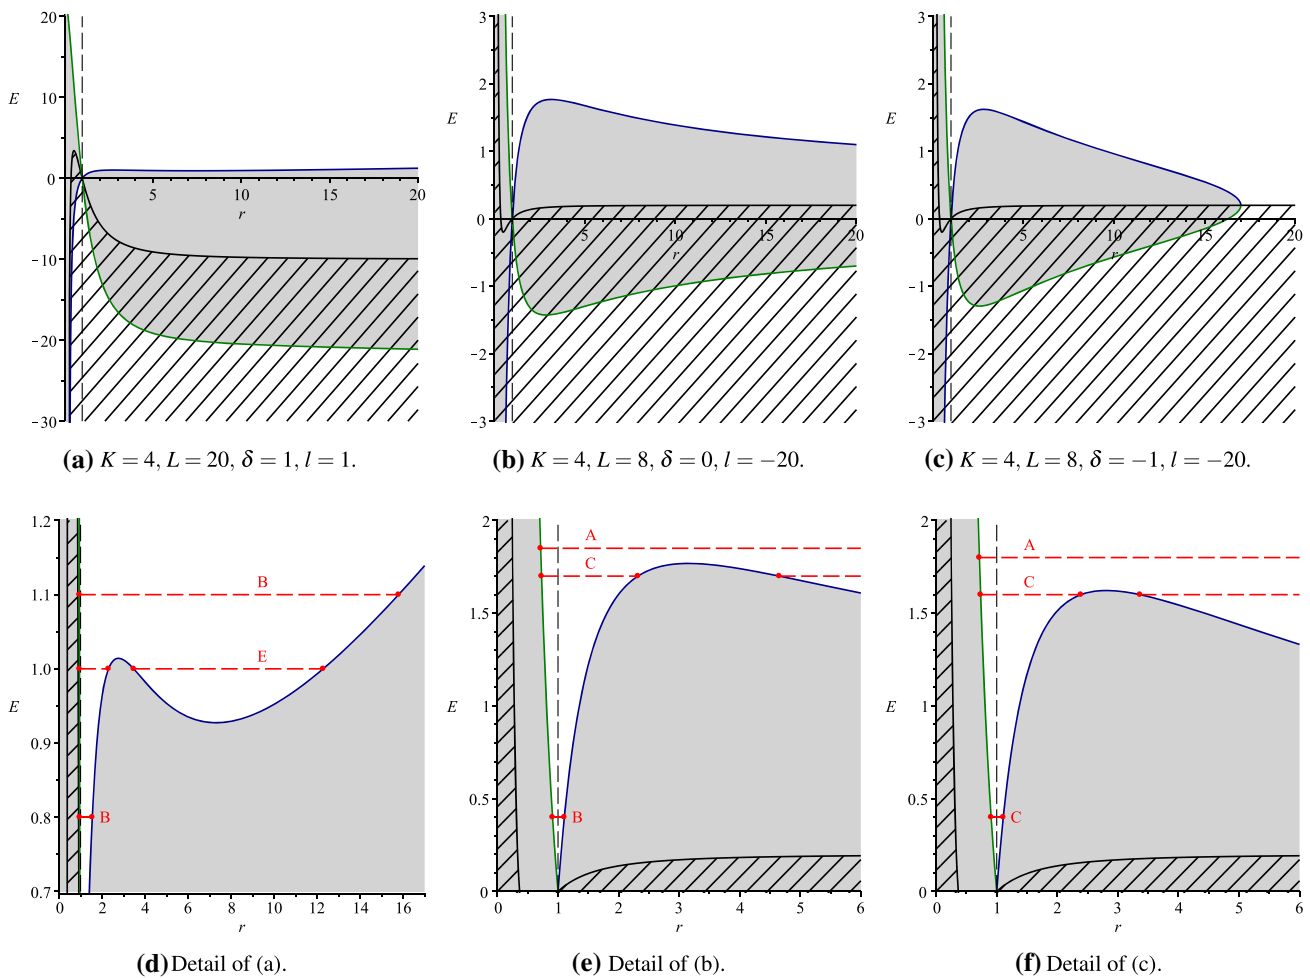 20
10
0
−10
−20
−30
E
5
10
15
20
r
3
2
1
0
−1
−2
−3
E
5
10
15
20
r
3
2
1
0
−1
−2
−3
E
5
10
15
20
r
(a) K = 4, L = 20, δ = 1, l = 1.
(b) K = 4, L = 8, δ = 0, l = −20.
(c) K = 4, L = 8, δ = −1, l = −20.
1.2
1.1
1.0
0.9
0.8
0.7
E
B
E
B
0 2 4 6 8 10 12 14 16
r
2
1.5
1
0.5
0
E
A
C
B
0 1 2 3 4 5 6
r
2
1.5
1
0.5
0
E
A
C
C
0 1 2 3 4 5 6
r
(d) Detail of (a).
(e) Detail of (b).
(f) Detail of (c).